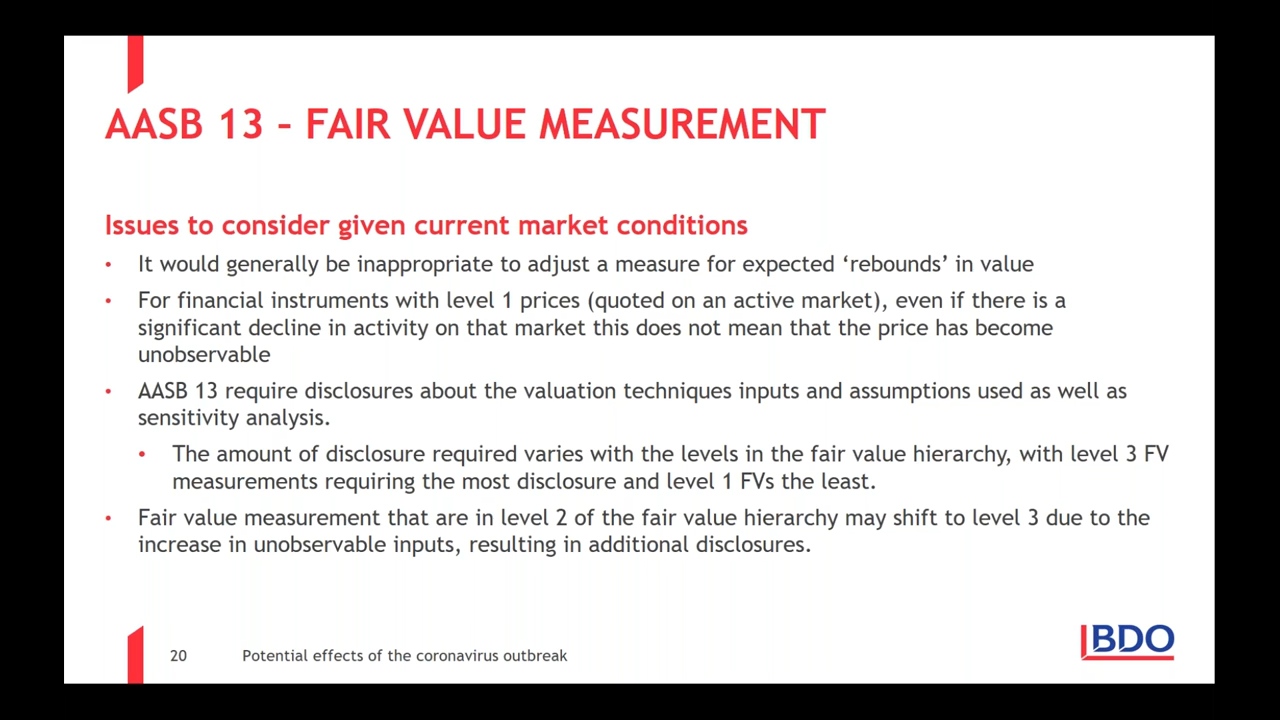 AASB 13 – FAIR VALUE MEASUREMENT
Issues to consider given current market conditions
• It would generally be inappropriate to adjust a measure for expected ‘rebounds’ in value
• For financial instruments with level 1 prices (quoted on an active market), even if there is a
significant decline in activity on that market this does not mean that the price has become
unobservable
• AASB 13 require disclosures about the valuation techniques inputs and assumptions used as well as
sensitivity analysis.
• The amount of disclosure required varies with the levels in the fair value hierarchy, with level 3 FV
measurements requiring the most disclosure and level 1 FVs the least.
• Fair value measurement that are in level 2 of the fair value hierarchy may shift to level 3 due to the
increase in unobservable inputs, resulting in additional disclosures.
20 Potential effects of the coronavirus outbreak
BDO